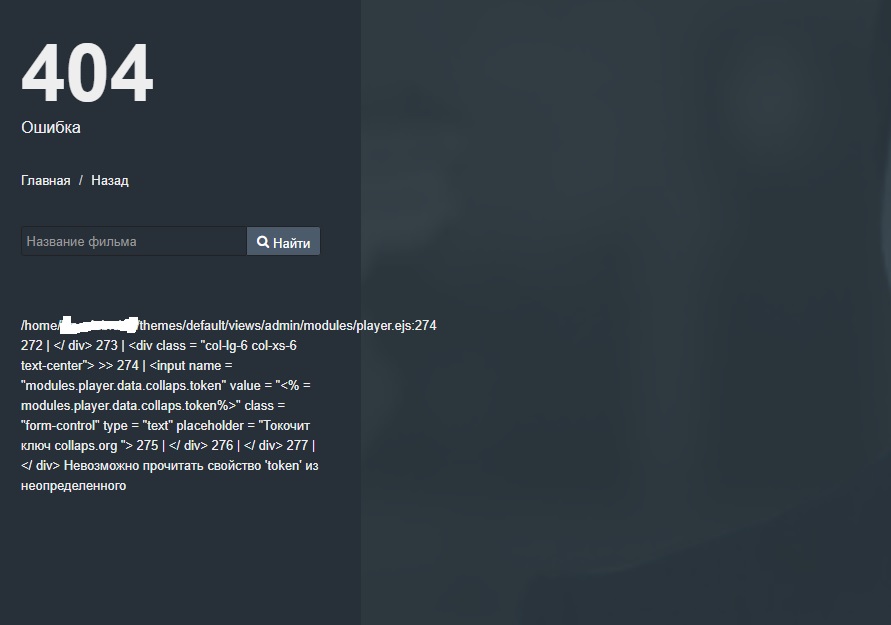 404
Ошибка
Главная / Назад
Название фильма Найти
/home/ /themes/default/views/admin/modules/player.ejs:274
272 | </ div> 273 | <div class = "col-lg-6 col-xs-6
text-center"> >> 274 | <input name =
"modules.player.data.collaps.token" value = "<% =
modules.player.data.collaps.token%>" class =
"form-control" type = "text" placeholder = "Токочит
ключ collaps.org "> 275 | </ div> 276 | </ div> 277 |
</ div> Невозможно прочитать свойство 'token' из
неопределенного